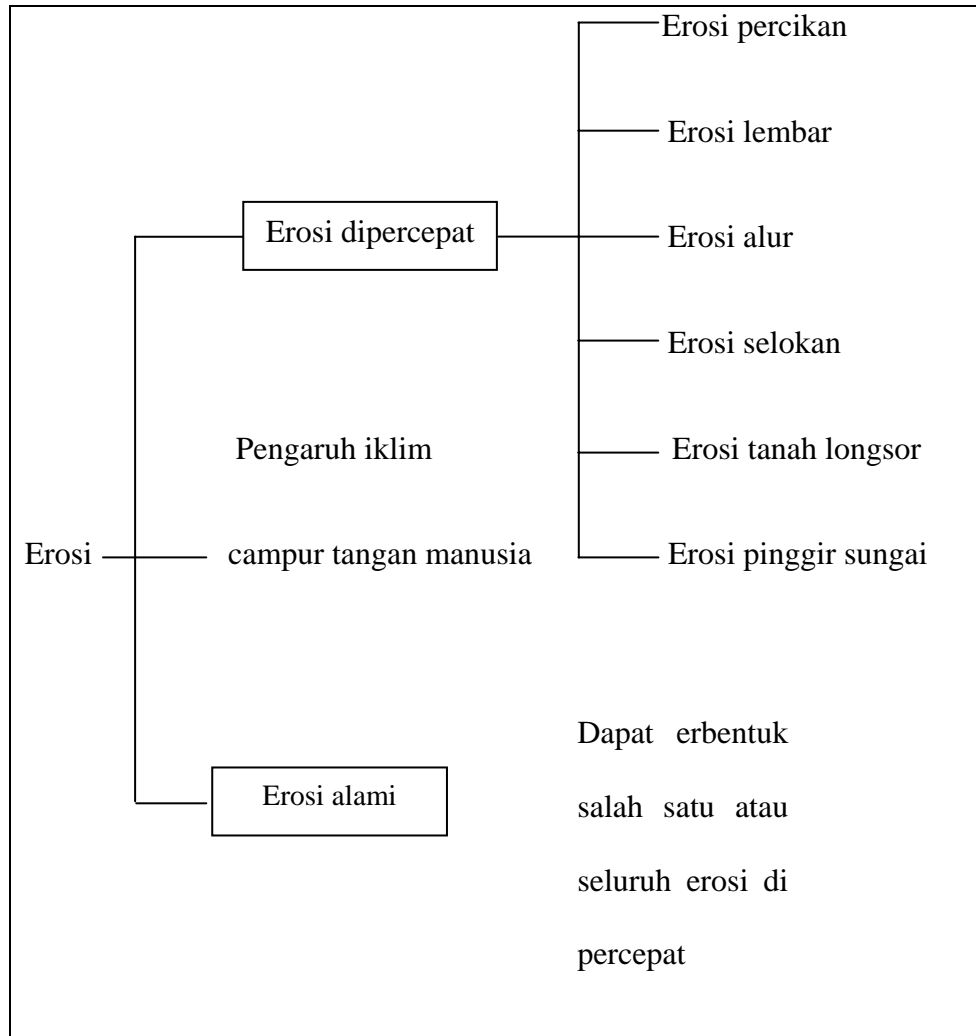 Erosi percikan
Erosi lembar
Erosi dipercepat
Erosi alur
Erosi selokan
Pengaruh iklim
Erosi tanah longsor
Erosi
campur tangan manusia
Erosi pinggir sungai
Dapat erbentuk
salah satu atau
seluruh erosi di
percepat
Erosi alami